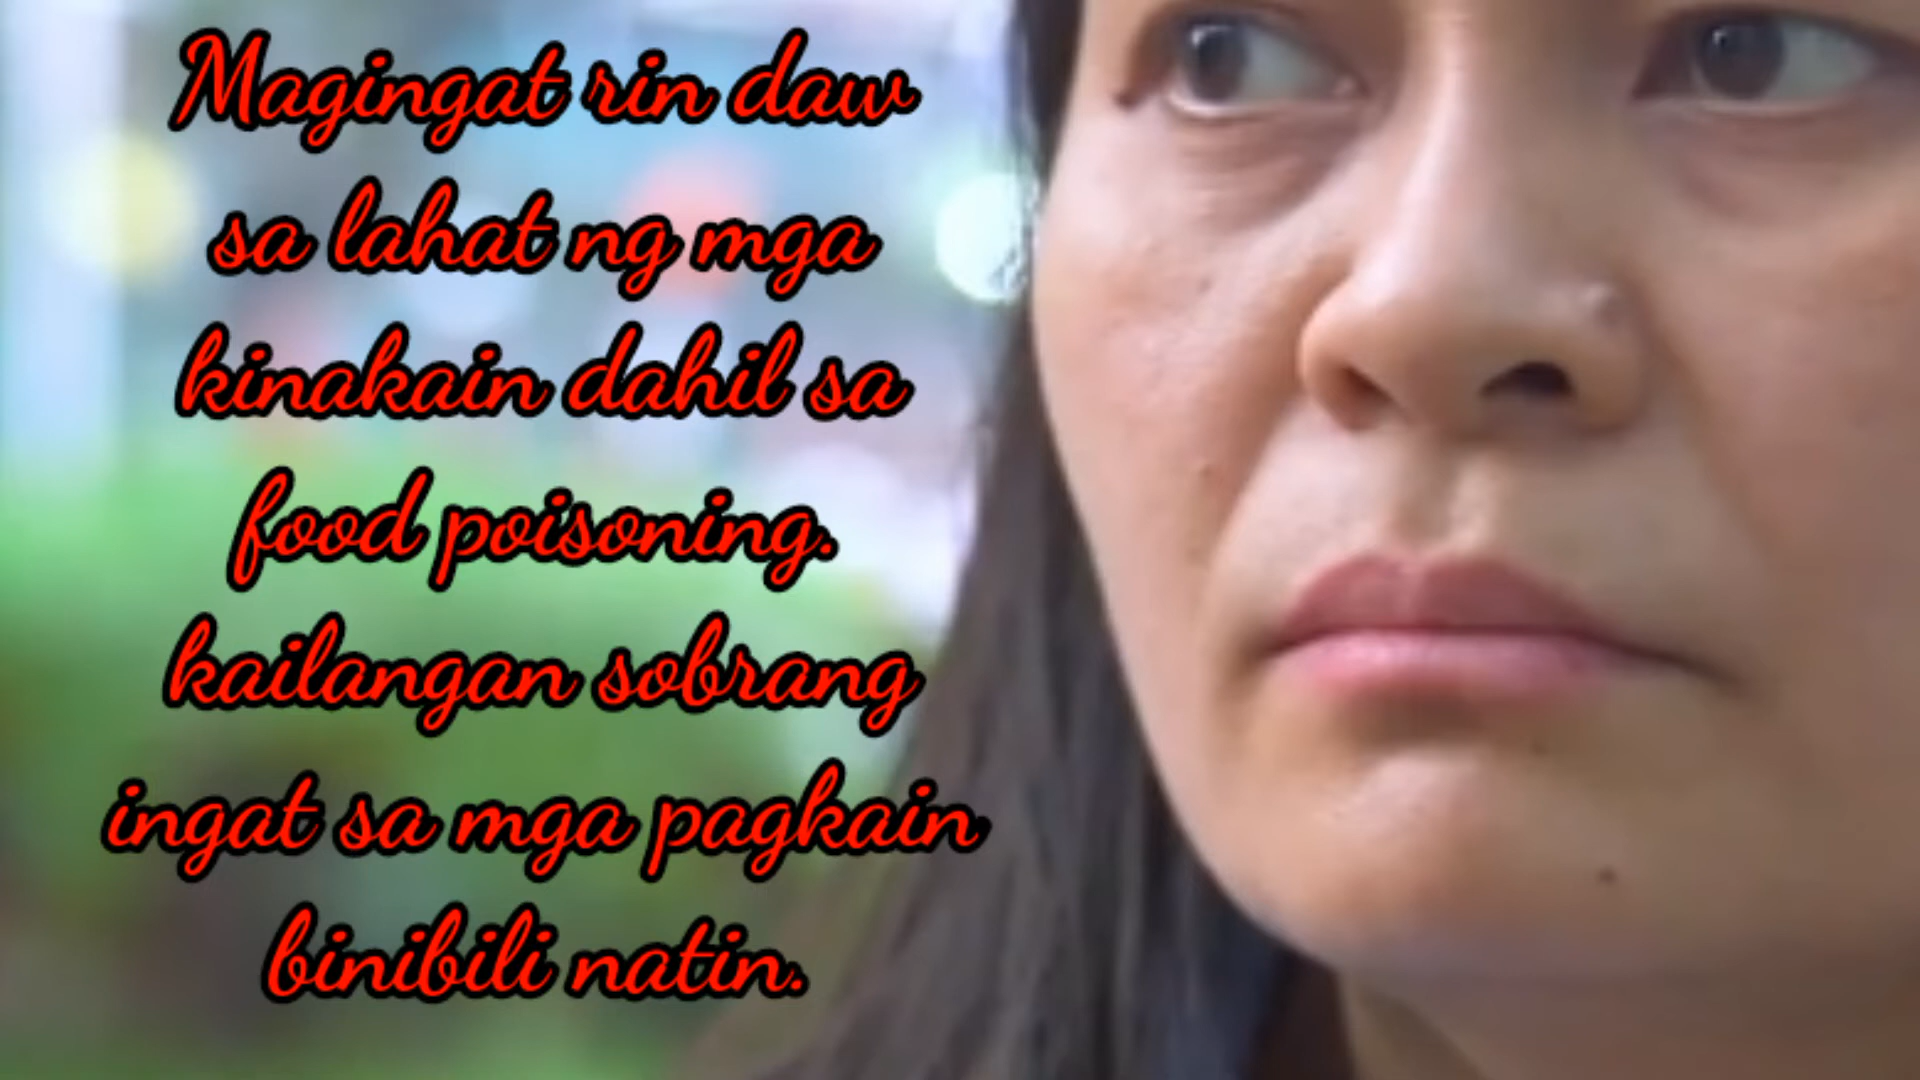 Magingat rin daw
sa lahat ng mga
kinakain dahil sa
food poisoning.
kailangan sobrang
ingat sa mga pagkain
binibili natin.